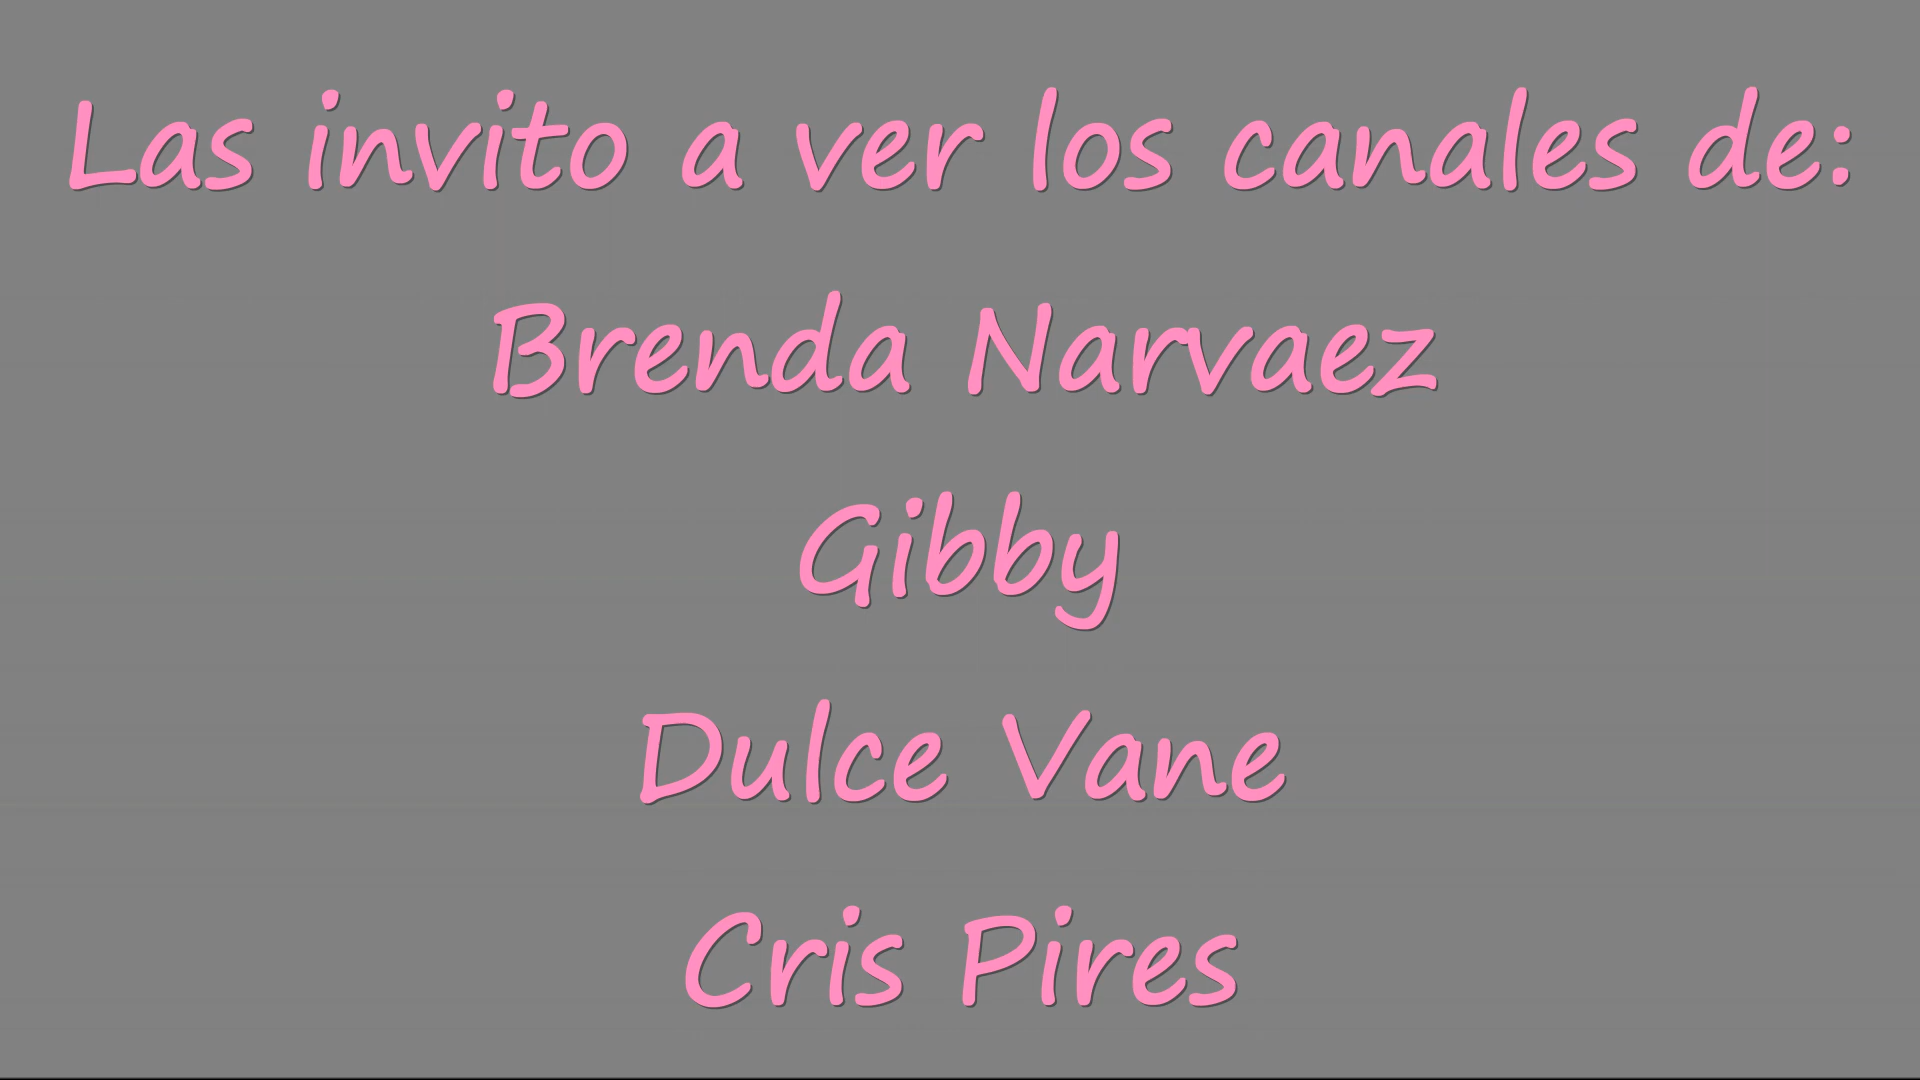 Las invito a ver los canales de:
Brenda Narvaez
Gibby
Dulce Vane
Cris Pires